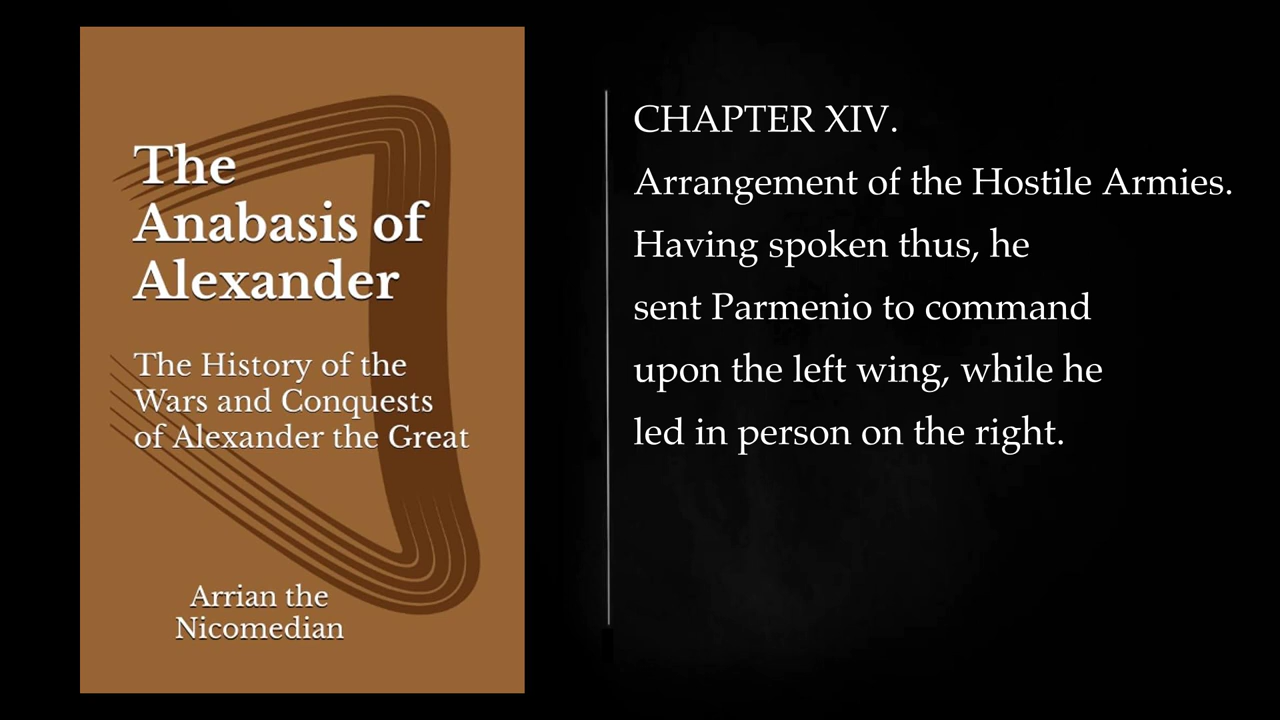 The
Anabasis of
Alexander
The History of the
Wars and Conquests
of Alexander the Great
Arrian the
Nicomedian
CHAPTER XIV.
Arrangement of the Hostile Armies.
Having spoken thus, he
sent Parmenio to command
upon the left wing, while he
led in person on the right.